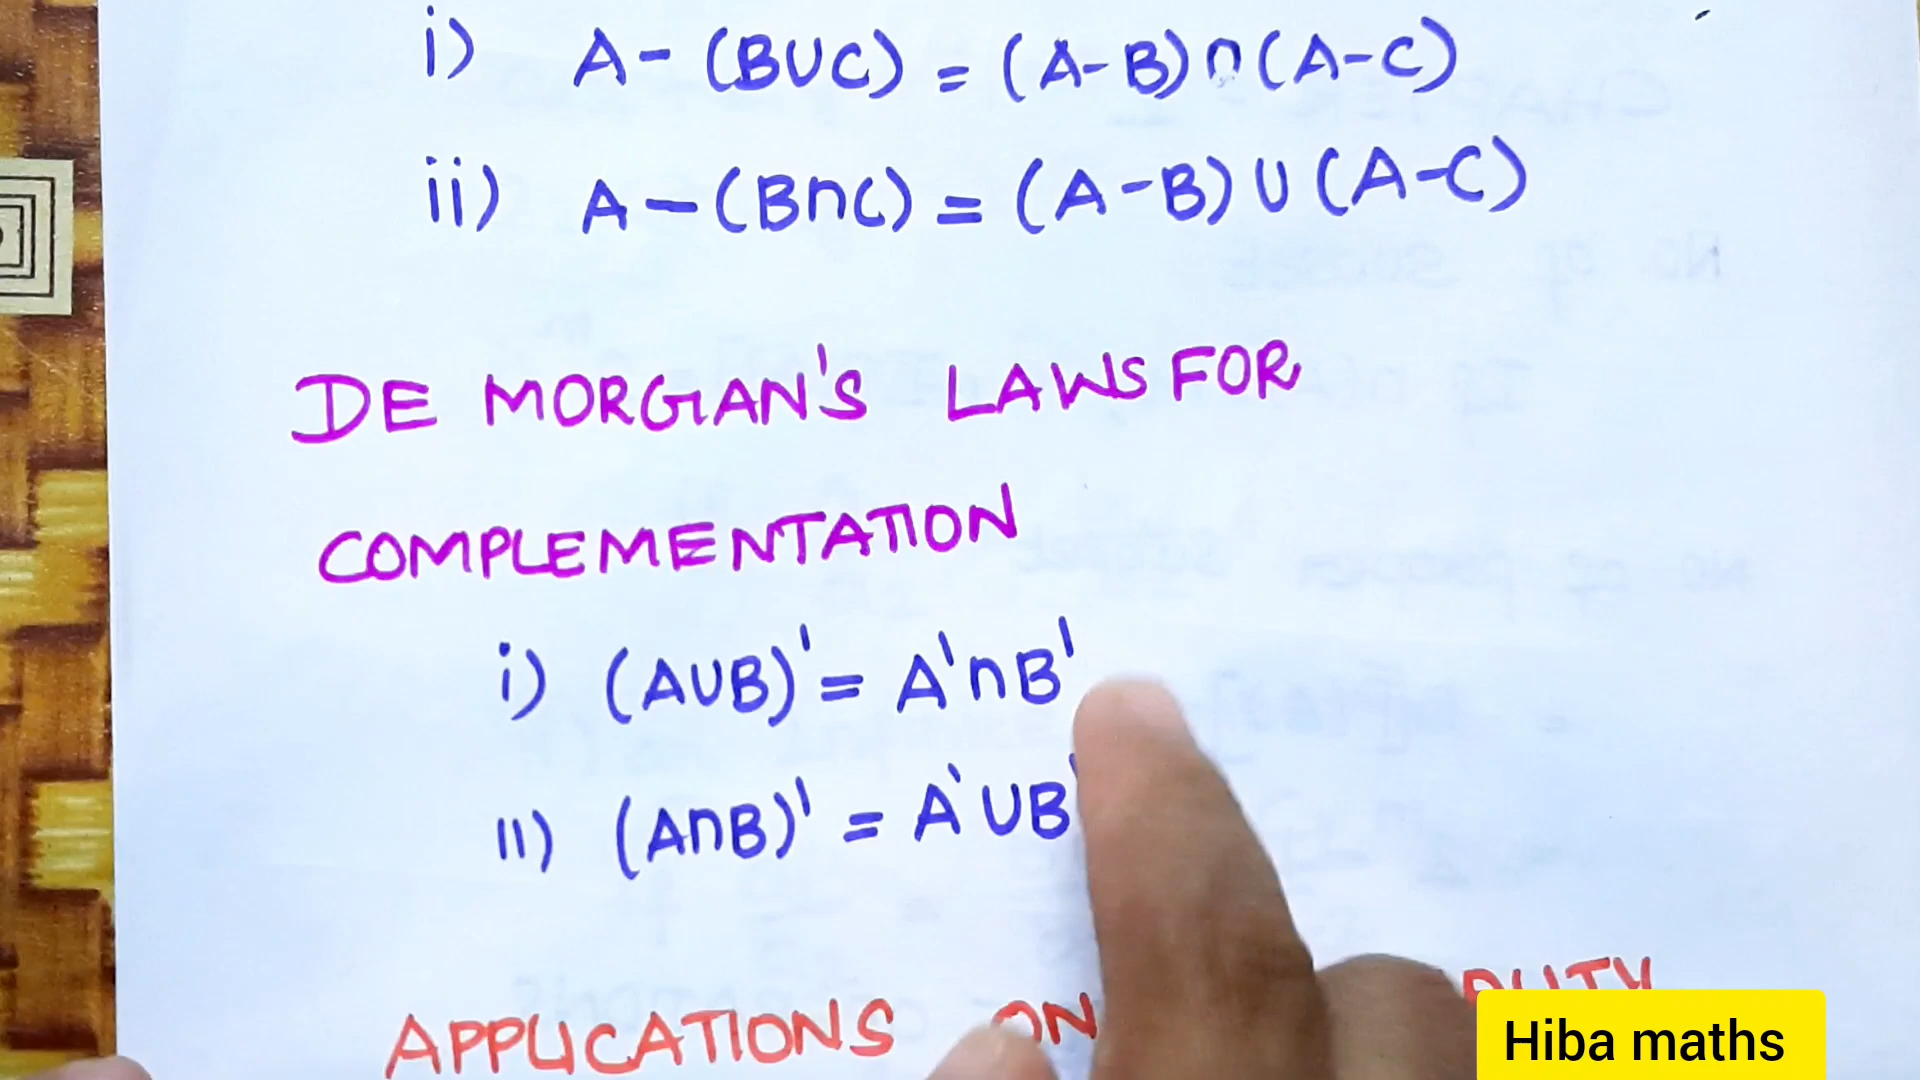 i) A - (B∪C) = (A-B)∩(A-C)
ii) A - (B∩C) = (A-B)∪(A-C)
DE MORGAN'S LAWS FOR
COMPLEMENTATION
i) (A∪B)' = A'∩B'
II) (A∩B)' = A'∪B'
APPLICATIONS ON
Hiba maths